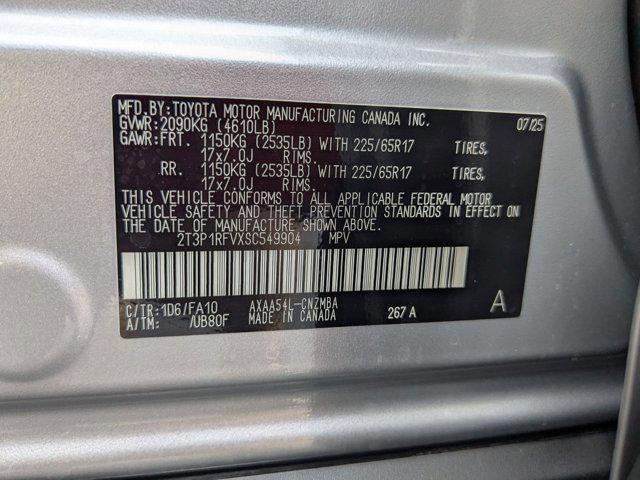 MFD.BY:TOYOTA MOTOR MANUFACTURING CANADA INC. 07/25
GVWR:2090KG (4610LB)
GAWR:FRT. 1150KG (2535LB) WITH 225/65R17 TIRES,
17x7.0J RIMS.
RR. 1150KG (2535LB) WITH 225/65R17 TIRES,
17x7.0J RIMS.
THIS VEHICLE CONFORMS TO ALL APPLICABLE FEDERAL MOTOR
VEHICLE SAFETY AND THEFT PREVENTION STANDARDS IN EFFECT ON
THE DATE OF MANUFACTURE SHOWN ABOVE.
2T3P1RFVXSC549904 MPV
C/TR:1D6/FA10 AXAA54L-CNZMBA A
A/TM: /UB80F MADE IN CANADA 267 A